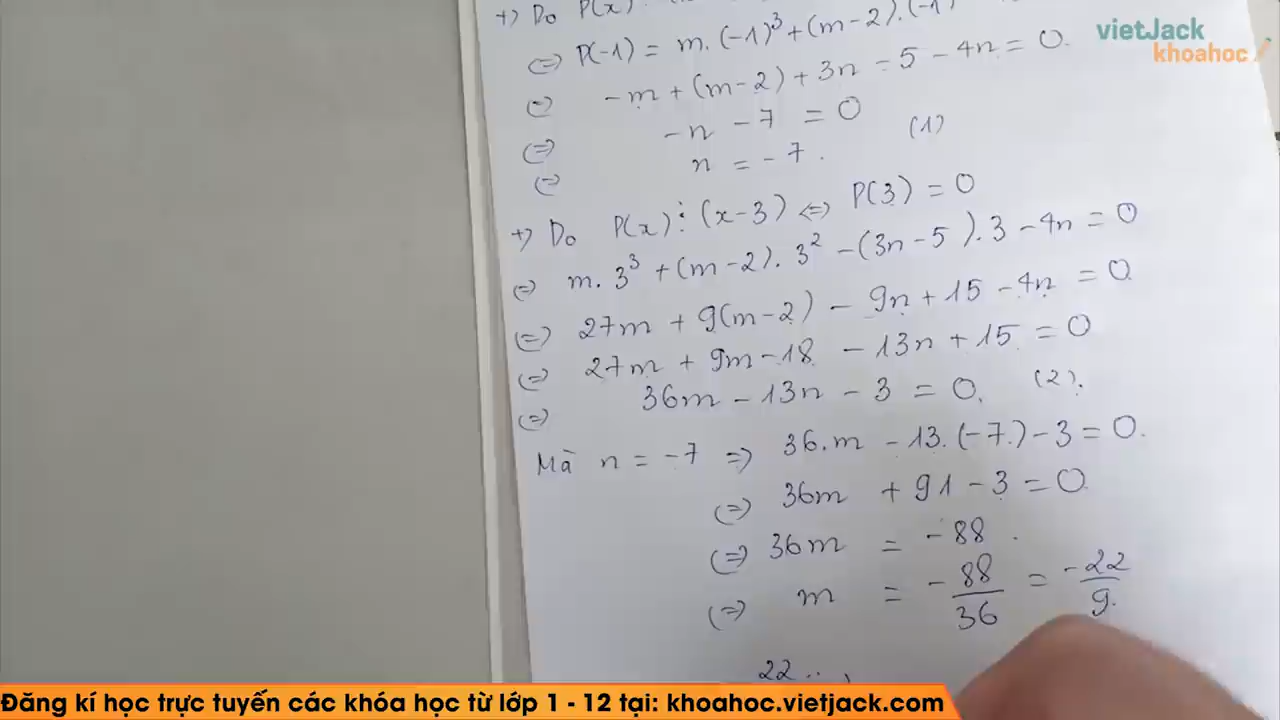 +) Do P(x)
vietJack
khoahoc
⇔ P(-1) = m.(-1)³ + (m-2).(-1)
⇔ -m + (m-2) + 3n - 5 - 4n = 0.
⇔ -n - 7 = 0
⇔ n = -7. (1)
+) Do P(x) ⋮ (x-3) ⇔ P(3) = 0
⇔ m. 3³ + (m-2). 3² - (3n-5).3 - 4n = 0
⇔ 27m + 9(m-2) - 9n + 15 - 4n = 0
⇔ 27m + 9m - 18 - 13n + 15 = 0
⇔ 36m - 13n - 3 = 0. (2).
Mà n = -7 ⇒ 36.m - 13.(-7.) - 3 = 0.
⇔ 36m + 91 - 3 = 0
⇔ 36m = -88.
⇔ m = -88/36 = -22/9.
22
Đăng kí học trực tuyến các khóa học từ lớp 1 - 12 tại: khoahoc.vietjack.com